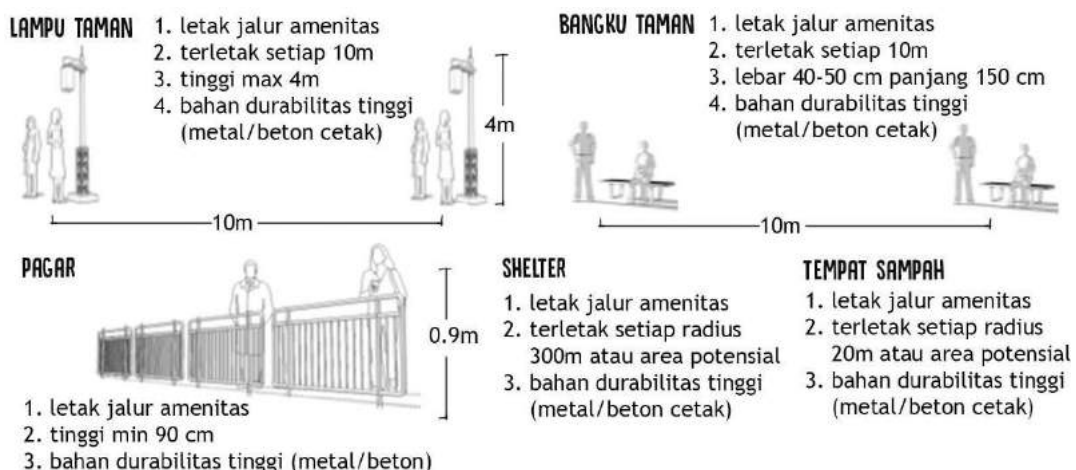 LAMPU TAMAN
1. letak jalur amenitas
2. terletak setiap 10m
3. tinggi max 4m
4. bahan durabilitas tinggi
(metal/beton cetak)
4m
10m
BANGKU TAMAN
1. letak jalur amenitas
2. terletak setiap 10m
3. lebar 40-50 cm panjang 150 cm
4. bahan durabilitas tinggi
(metal/beton cetak)
10m
PAGAR
0.9m
1. letak jalur amenitas
2. tinggi min 90 cm
3. bahan durabilitas tinggi (metal/beton)
SHELTER
1. letak jalur amenitas
2. terletak setiap radius
300m atau area potensial
3. bahan durabilitas tinggi
(metal/beton cetak)
TEMPAT SAMPAH
1. letak jalur amenitas
2. terletak setiap radius
20m atau area potensial
3. bahan durabilitas tinggi
(metal/beton cetak)